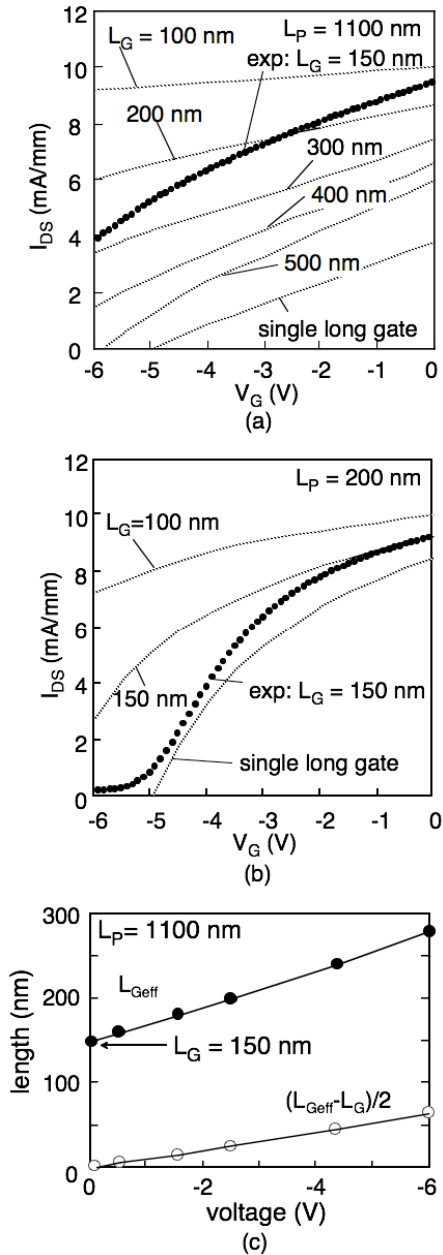 L_G = 100 nm
L_P = 1100 nm
exp: L_G = 150 nm
200 nm
300 nm
400 nm
500 nm
single long gate
I_DS (mA/mm)
12
10
8
6
4
2
0
-6 -5 -4 -3 -2 -1 0
V_G (V)
(a)
L_P = 200 nm
L_G=100 nm
150 nm
exp: L_G = 150 nm
single long gate
I_DS (mA/mm)
12
10
8
6
4
2
0
-6 -5 -4 -3 -2 -1 0
V_G (V)
(b)
L_P= 1100 nm
L_Geff
L_G = 150 nm
(L_Geff-L_G)/2
length (nm)
300
200
100
0
0 -2 -4 -6
voltage (V)
(c)